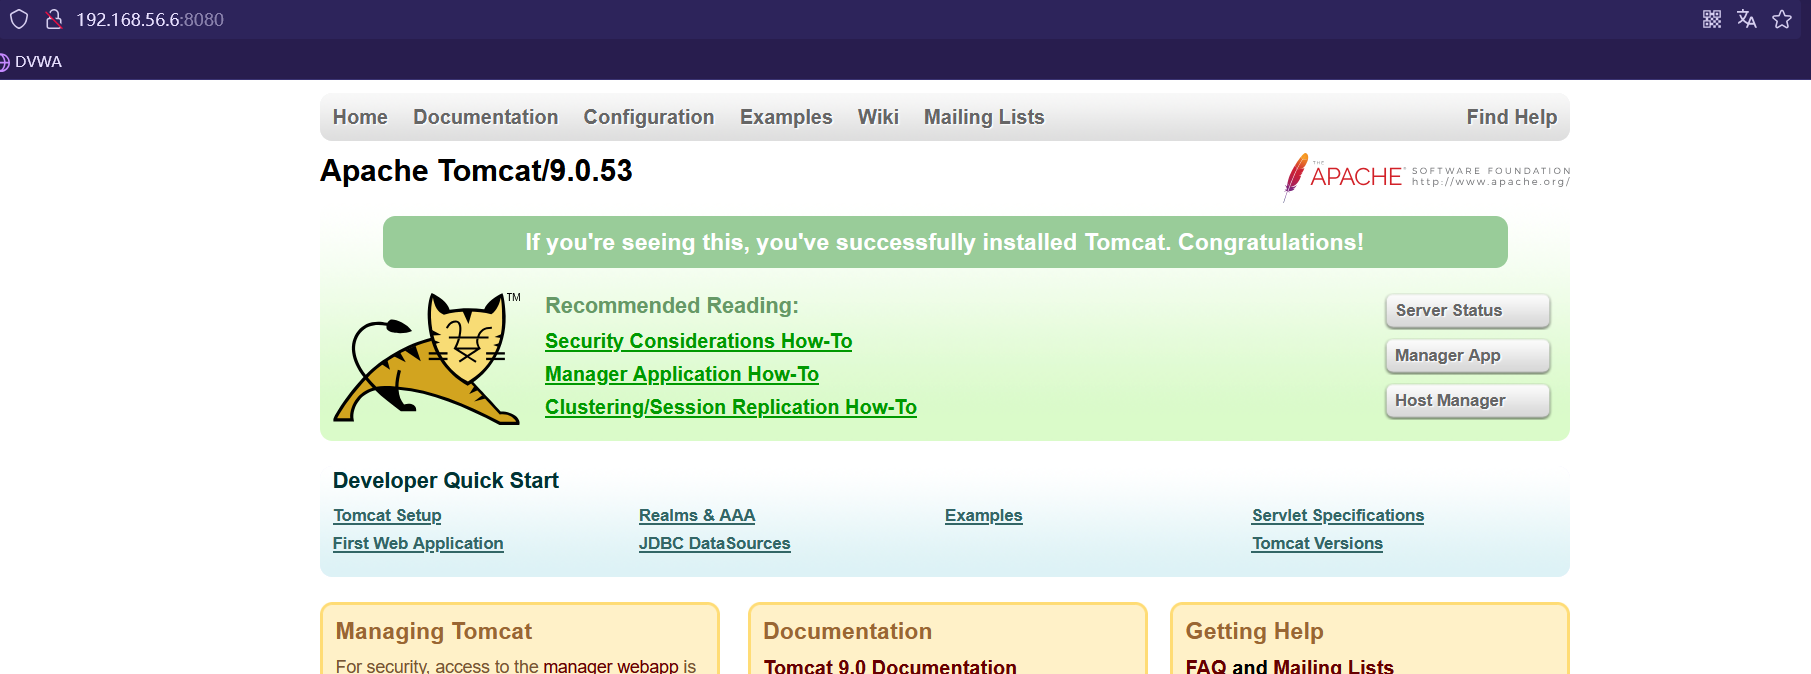 192.168.56.6:8080
DVWA
Home Documentation Configuration Examples Wiki Mailing Lists Find Help
Apache Tomcat/9.0.53
THE APACHE® SOFTWARE FOUNDATION
http://www.apache.org/
If you're seeing this, you've successfully installed Tomcat. Congratulations!
TM
Recommended Reading:
Security Considerations How-To
Manager Application How-To
Clustering/Session Replication How-To
Server Status
Manager App
Host Manager
Developer Quick Start
Tomcat Setup
First Web Application
Realms & AAA
JDBC DataSources
Examples
Servlet Specifications
Tomcat Versions
Managing Tomcat
For security, access to the manager webapp is
Documentation
Tomcat 9.0 Documentation
Getting Help
FAQ and Mailing Lists